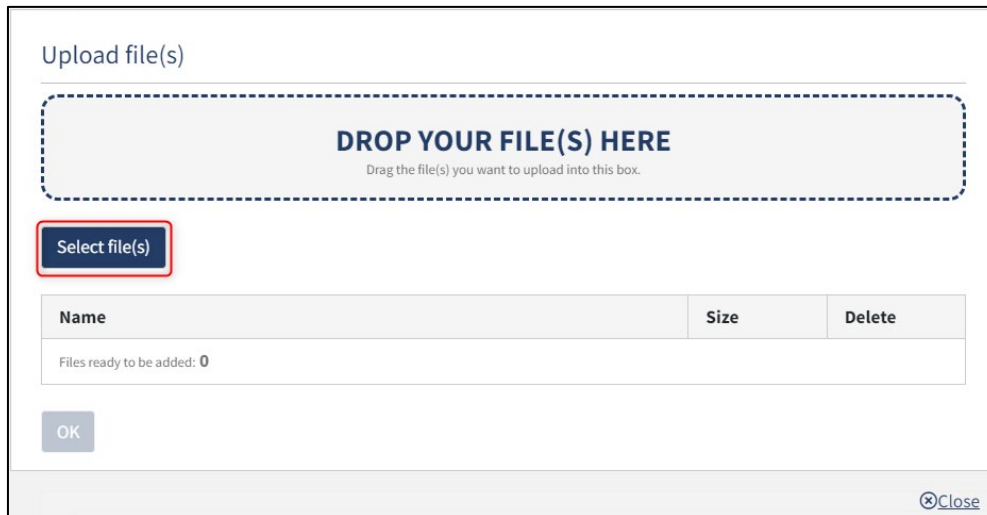 Upload file(s)
DROP YOUR FILE(S) HERE
Drag the file(s) you want to upload into this box.
Select file(s)
Name Size Delete
Files ready to be added: 0
OK
Close